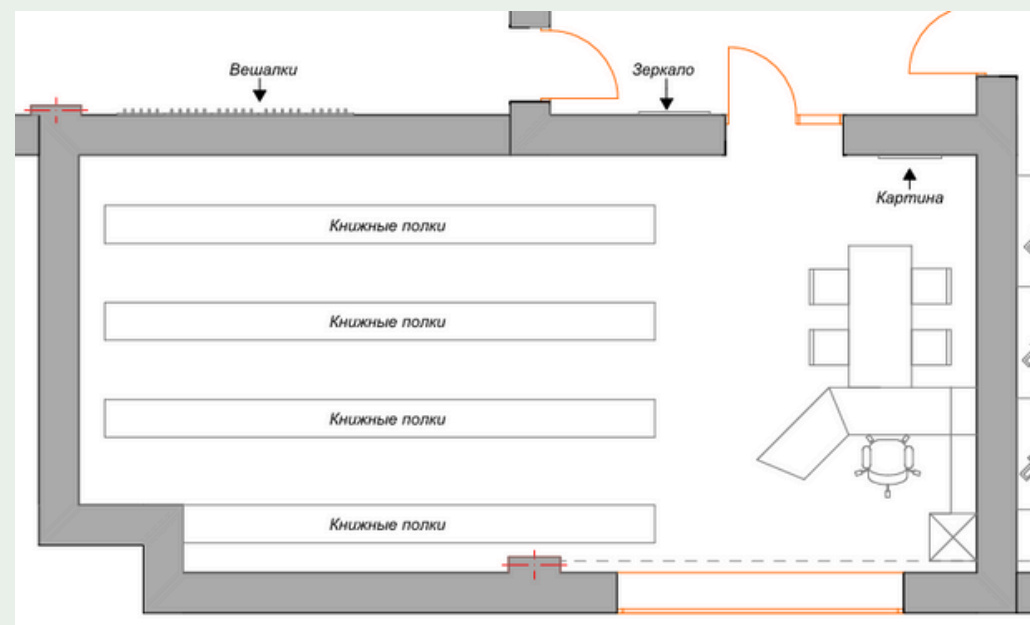 Вешалки
Зеркало
Картина
Книжные полки
Книжные полки
Книжные полки
Книжные полки